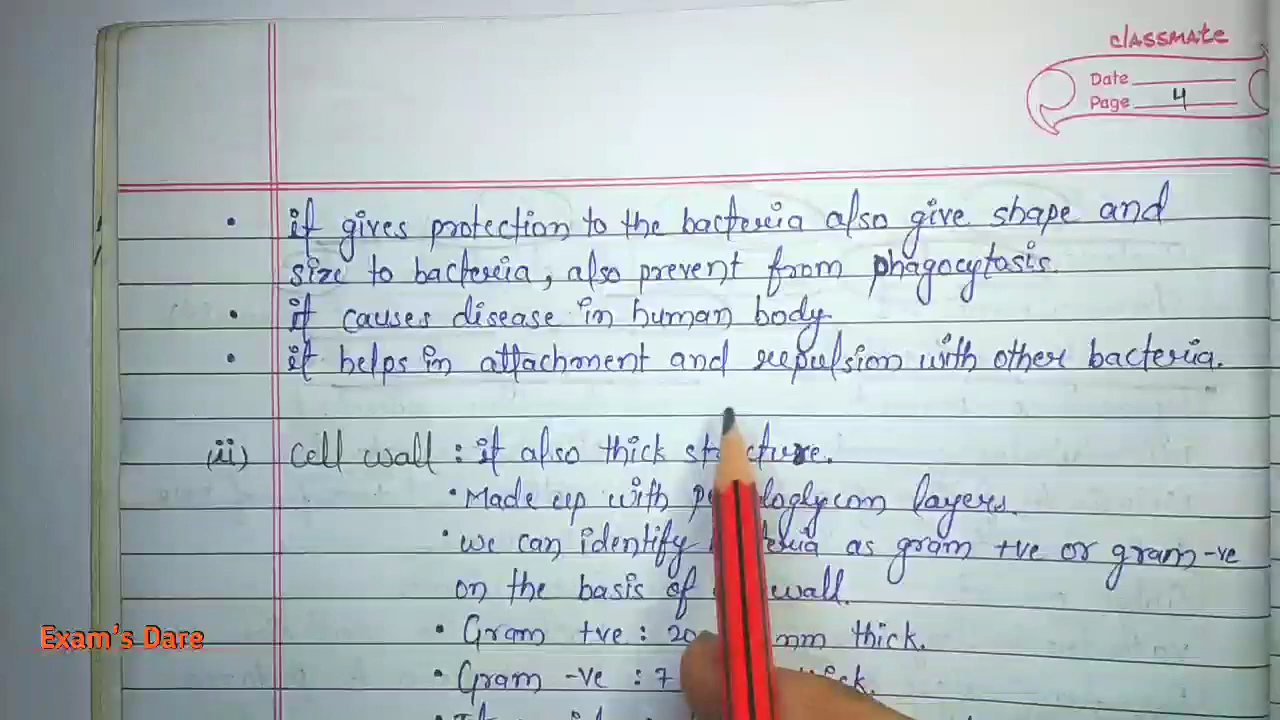 classmate
Date
Page 4
• it gives protection to the bacteria also give shape and
size to bacteria, also prevent from phagocytosis.
• it causes disease in human body.
• it helps in attachment and repulsion with other bacteria.
(ii) Cell wall : it also thick structure.
• Made up with layers.
• we can identify as gram +ve or gram -ve
on the basis of wall.
• Gram +ve : 20 nm thick.
• Gram -ve : 7
Exam's Dare